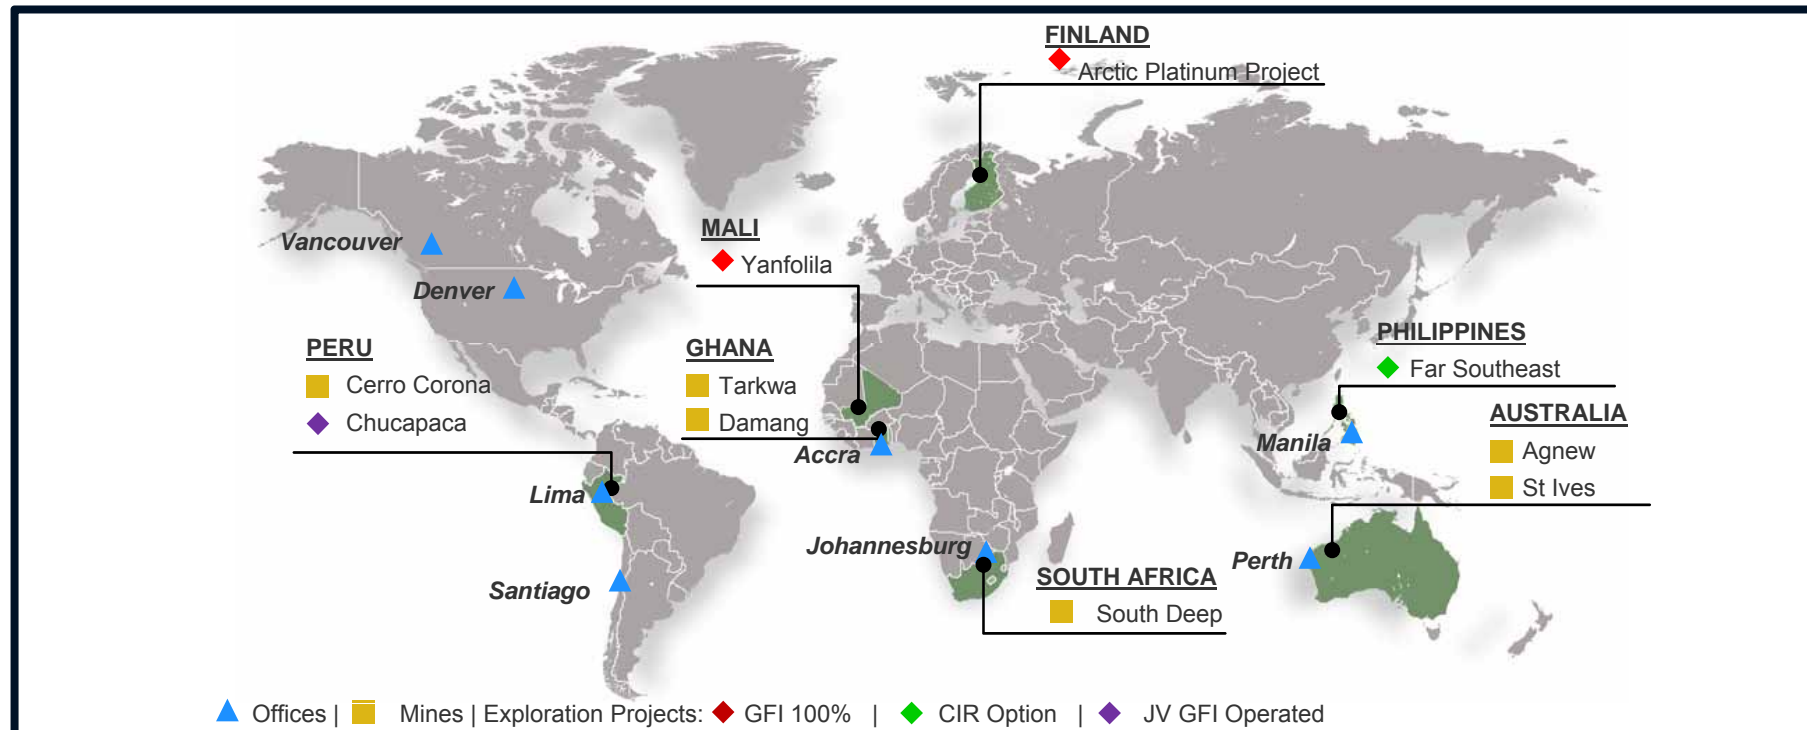 FINLAND
Arctic Platinum Project
MALI
Yanfolila
Vancouver
Denver
PERU
Cerro Corona
Chucapaca
GHANA
Tarkwa
Damang
Accra
PHILIPPINES
Far Southeast
Manila
AUSTRALIA
Agnew
St Ives
Lima
Santiago
Johannesburg
SOUTH AFRICA
South Deep
Perth
Offices | Mines | Exploration Projects: GFI 100% | CIR Option | JV GFI Operated